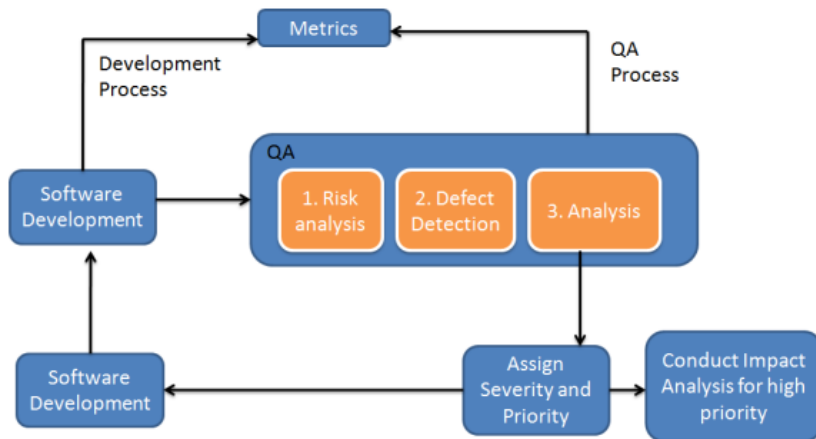 Metrics
Development
Process
QA
Process
QA
Software
Development
1. Risk
analysis
2. Defect
Detection
3. Analysis
Software
Development
Assign
Severity and
Priority
Conduct Impact
Analysis for high
priority